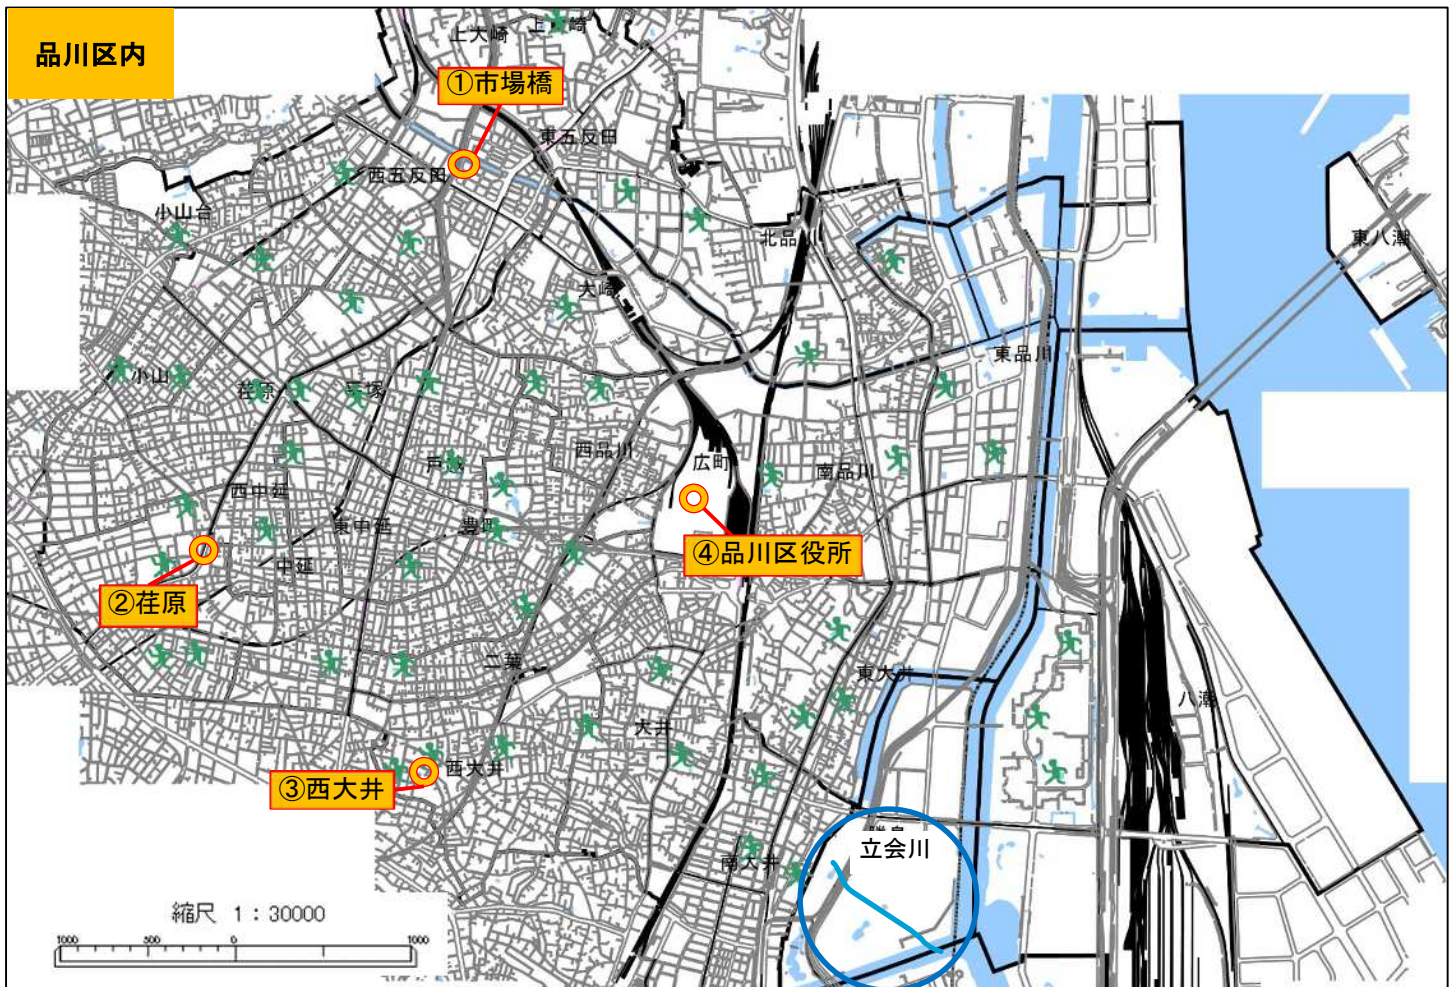 品川区内
上大崎
上大崎
①市場橋
東五反田
西五反田
小山台
北品川
東八潮
大崎
東品川
小山
荏原
平塚
戸越
西品川
広町
南品川
西中延
東中延
豊町
中延
④品川区役所
②荏原
二葉
東大井
八潮
大井
西大井
③西大井
立会川
南大井
縮尺 1：30000
1000 500 0 1000